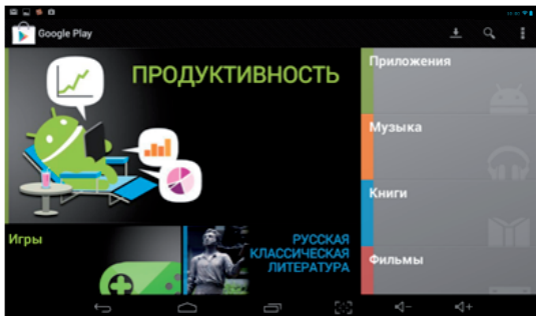 Google Play
ПРОДУКТИВНОСТЬ
Приложения
Музыка
Книги
Игры
РУССКАЯ
КЛАССИЧЕСКАЯ
ЛИТЕРАТУРА
Фильмы